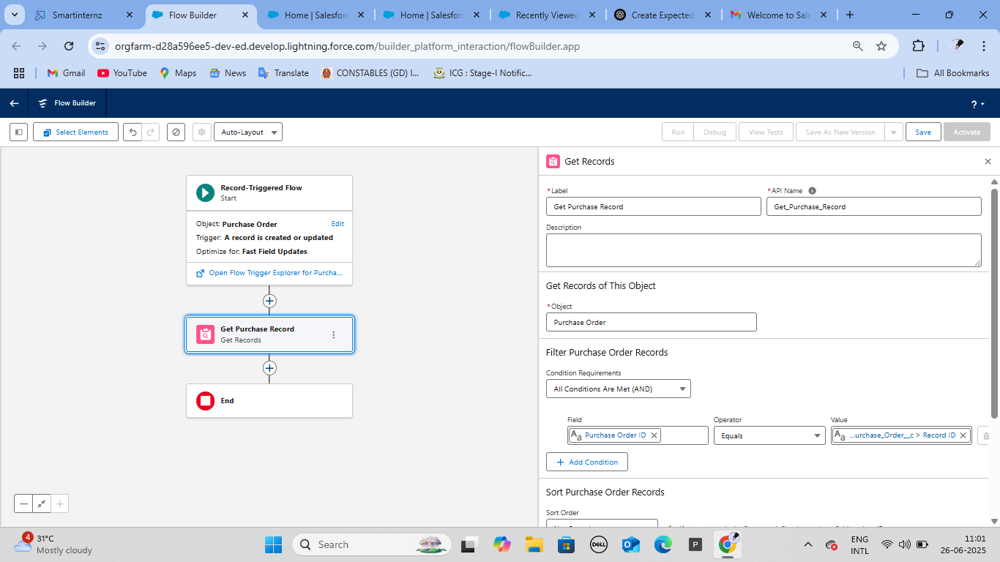 Smartinternz
Flow Builder
Home | Salesforc
Home | Salesforc
Recently Viewed
Create Expected
Welcome to Sale
orgfarm-d28a596ee5-dev-ed.develop.lightning.force.com/builder_platform_interaction/flowBuilder.app
Gmail
YouTube
Maps
News
Translate
CONSTABLES (GD) I...
ICG : Stage-I Notific...
All Bookmarks
Flow Builder
?
Select Elements
Auto-Layout
Run
Debug
View Tests
Save As New Version
Save
Activate
Record-Triggered Flow
Start
Object: Purchase Order
Edit
Trigger: A record is created or updated
Optimize for: Fast Field Updates
Open Flow Trigger Explorer for Purcha...
Get Purchase Record
Get Records
End
Get Records
*Label
*API Name
Get Purchase Record
Get_Purchase_Record
Description
Get Records of This Object
*Object
Purchase Order
Filter Purchase Order Records
Condition Requirements
All Conditions Are Met (AND)
Field
Operator
Value
Aa Purchase Order ID
Equals
Aa ...urchase_Order__c > Record ID
Add Condition
Sort Purchase Order Records
Sort Order
4
31°C
Mostly cloudy
Search
DELL
P
ENG
INTL
11:01
26-06-2025